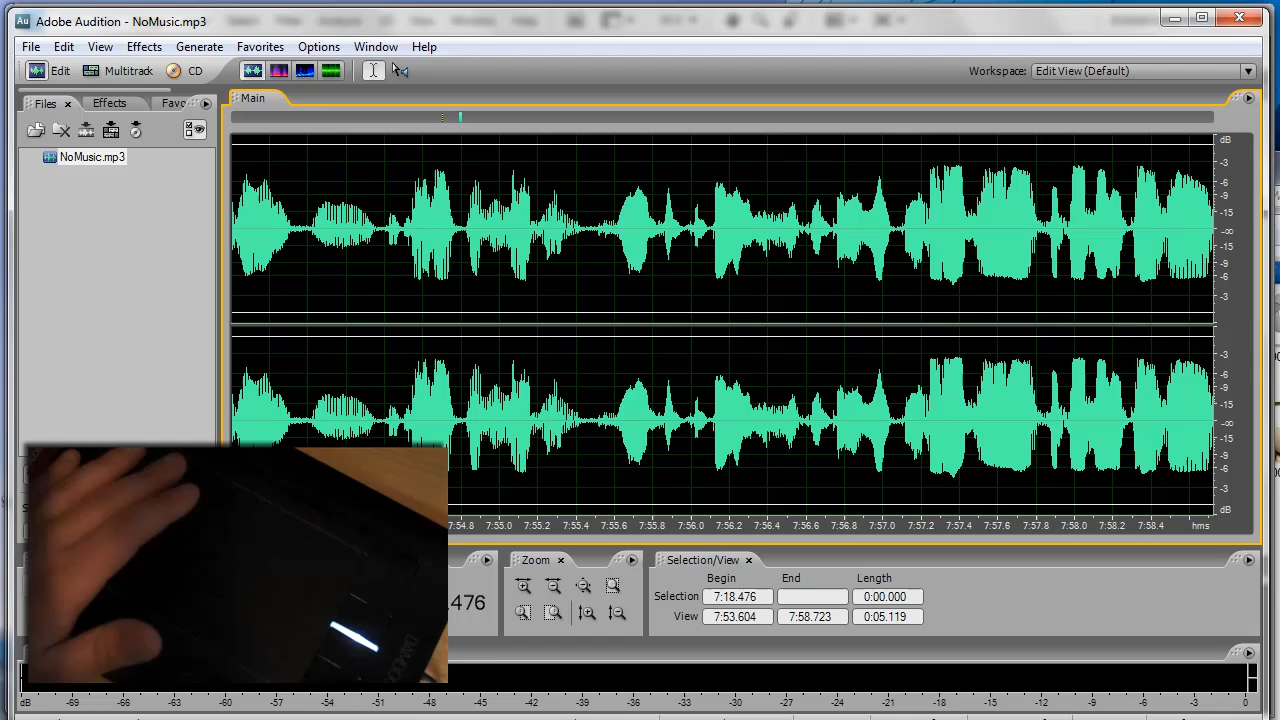 Au Adobe Audition - NoMusic.mp3
File Edit View Effects Generate Favorites Options Window Help
Edit Multitrack CD Workspace: Edit View (Default)
Files Effects Favo Main
NoMusic.mp3
dB
-3
-6
-9
-15
-∞
-15
-9
-6
-3
-3
-6
-9
-15
-∞
-15
-9
-6
-3
dB
7:54.8 7:55.0 7:55.2 7:55.4 7:55.6 7:55.8 7:56.0 7:56.2 7:56.4 7:56.6 7:56.8 7:57.0 7:57.2 7:57.4 7:57.6 7:57.8 7:58.0 7:58.2 7:58.4 hms
Zoom Selection/View
Begin End Length
Selection 7:18.476 0:00.000
View 7:53.604 7:58.723 0:05.119
.476
dB -69 -66 -63 -60 -57 -54 -51 -48 -45 -42 -39 -36 -33 -30 -27 -24 -21 -18 -15 -12 -9 -6 -3 0